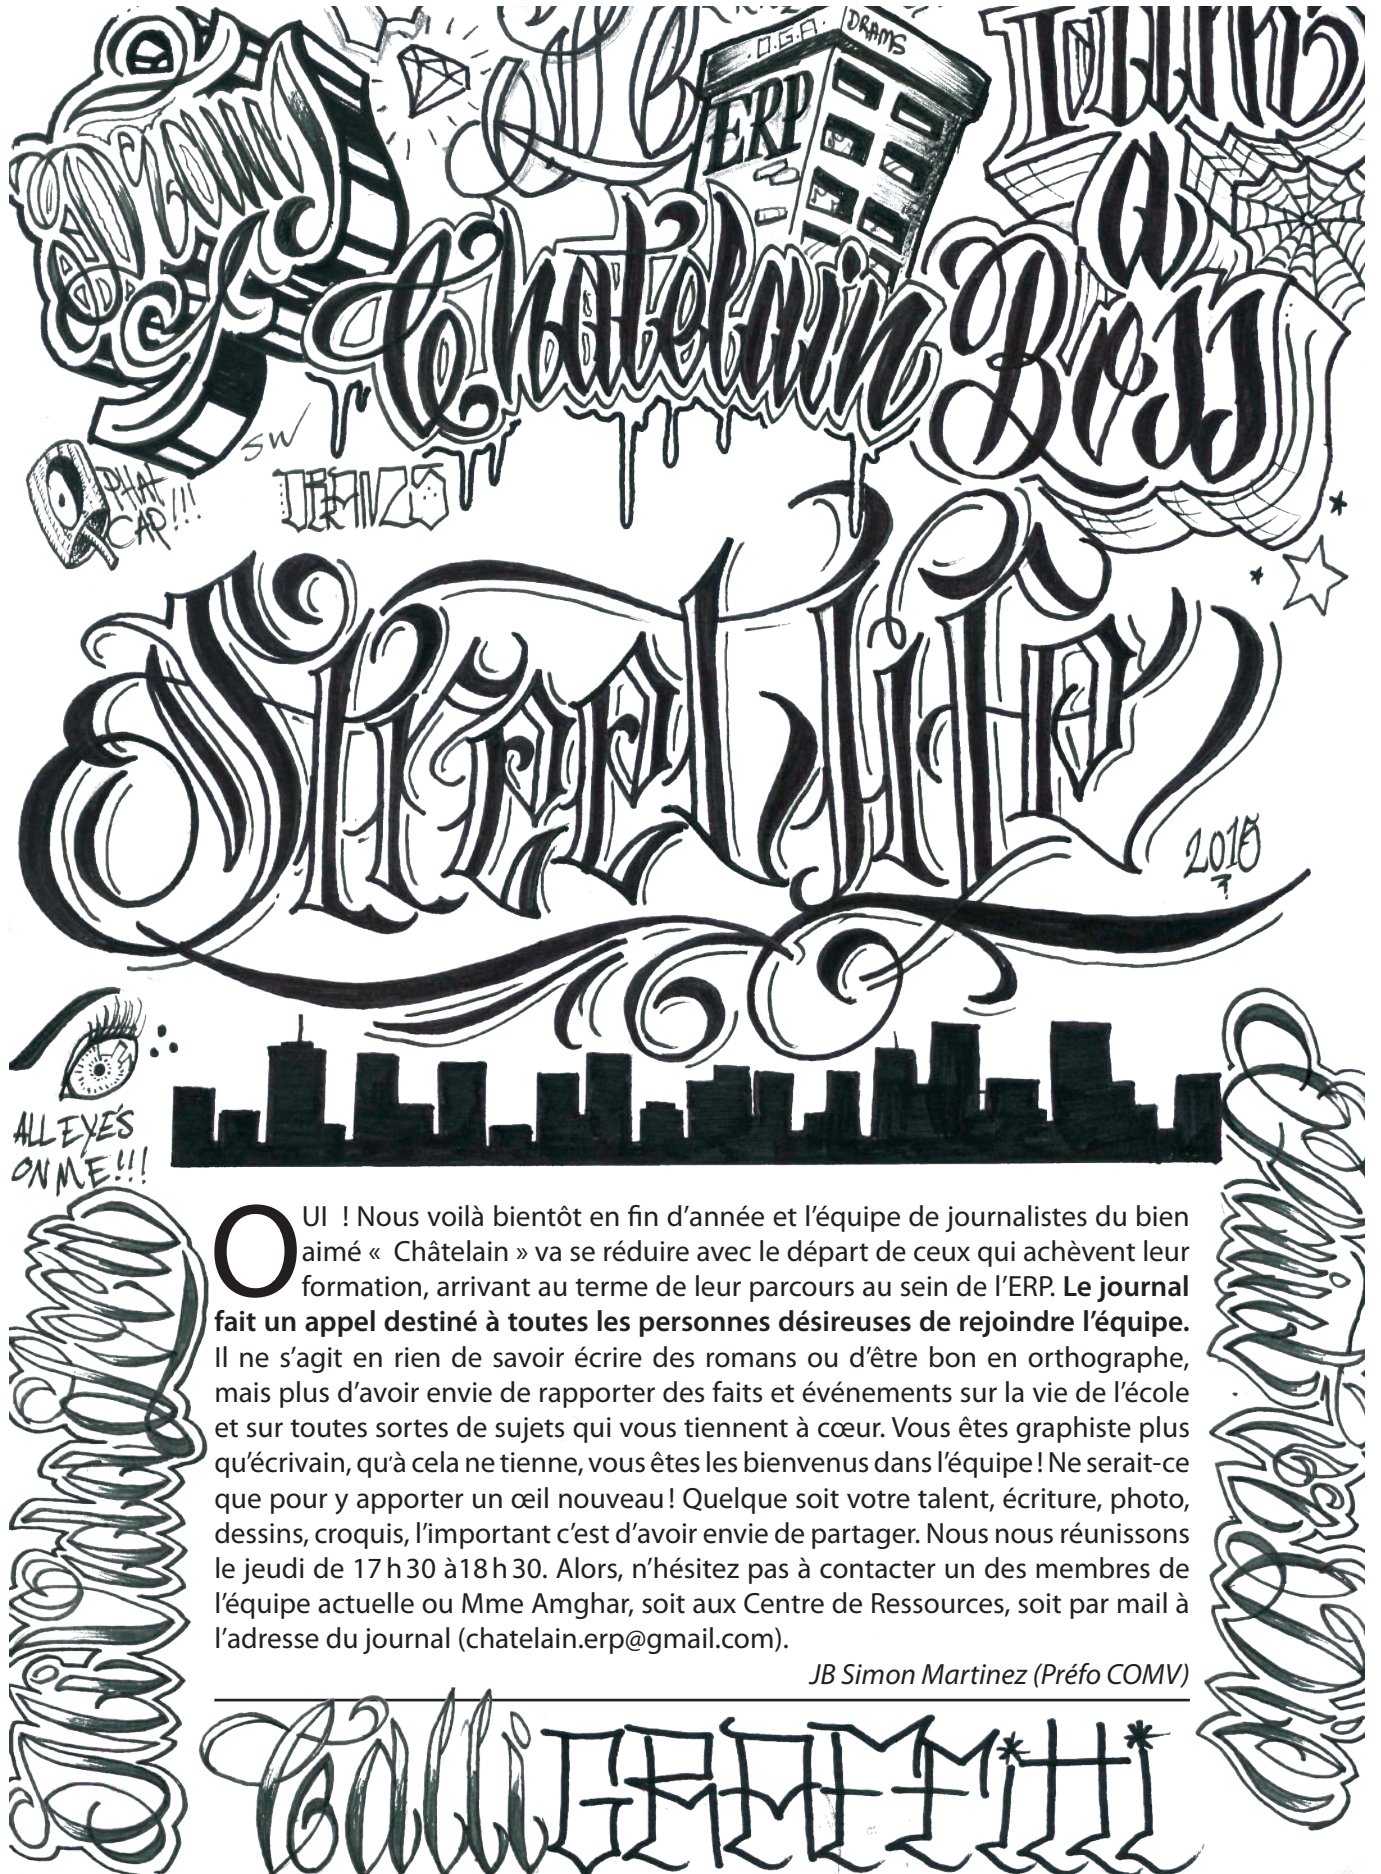 O.G.A.
DRAMS
ERP
Chatelain
a
Boss
SW
PHAT
CAP!!!
Street Life
2015
ALL EYE'S
ON ME!!!
OUI ! Nous voilà bientôt en fin d'année et l'équipe de journalistes du bien
aimé « Châtelain » va se réduire avec le départ de ceux qui achèvent leur
formation, arrivant au terme de leur parcours au sein de l'ERP. Le journal
fait un appel destiné à toutes les personnes désireuses de rejoindre l'équipe.
Il ne s'agit en rien de savoir écrire des romans ou d'être bon en orthographe,
mais plus d'avoir envie de rapporter des faits et événements sur la vie de l'école
et sur toutes sortes de sujets qui vous tiennent à cœur. Vous êtes graphiste plus
qu'écrivain, qu'à cela ne tienne, vous êtes les bienvenus dans l'équipe ! Ne serait-ce
que pour y apporter un œil nouveau ! Quelque soit votre talent, écriture, photo,
dessins, croquis, l'important c'est d'avoir envie de partager. Nous nous réunissons
le jeudi de 17 h 30 à18 h 30. Alors, n'hésitez pas à contacter un des membres de
l'équipe actuelle ou Mme Amghar, soit aux Centre de Ressources, soit par mail à
l'adresse du journal (chatelain.erp@gmail.com).
JB Simon Martinez (Préfo COMV)
Calligraffitti